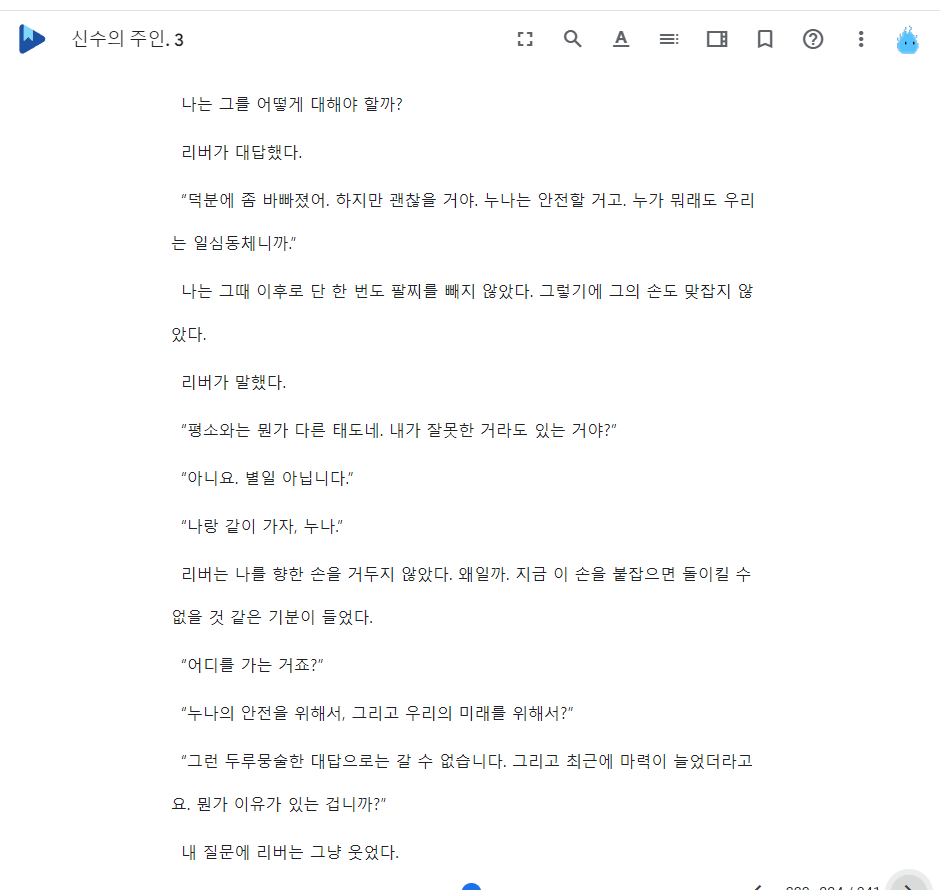 신수의 주인. 3
나는 그를 어떻게 대해야 할까?
리버가 대답했다.
“덕분에 좀 바빠졌어. 하지만 괜찮을 거야. 누나는 안전할 거고. 누가 뭐래도 우리
는 일심동체니까.”
나는 그때 이후로 단 한 번도 팔찌를 빼지 않았다. 그렇기에 그의 손도 맞잡지 않
았다.
리버가 말했다.
“평소와는 뭔가 다른 태도네. 내가 잘못한 거라도 있는 거야?”
“아니요. 별일 아닙니다.”
“나랑 같이 가자, 누나.”
리버는 나를 향한 손을 거두지 않았다. 왜일까. 지금 이 손을 붙잡으면 돌이킬 수
없을 것 같은 기분이 들었다.
“어디를 가는 거죠?”
“누나의 안전을 위해서, 그리고 우리의 미래를 위해서?”
“그런 두루뭉술한 대답으로는 갈 수 없습니다. 그리고 최근에 마력이 늘었더라고
요. 뭔가 이유가 있는 겁니까?”
내 질문에 리버는 그냥 웃었다.